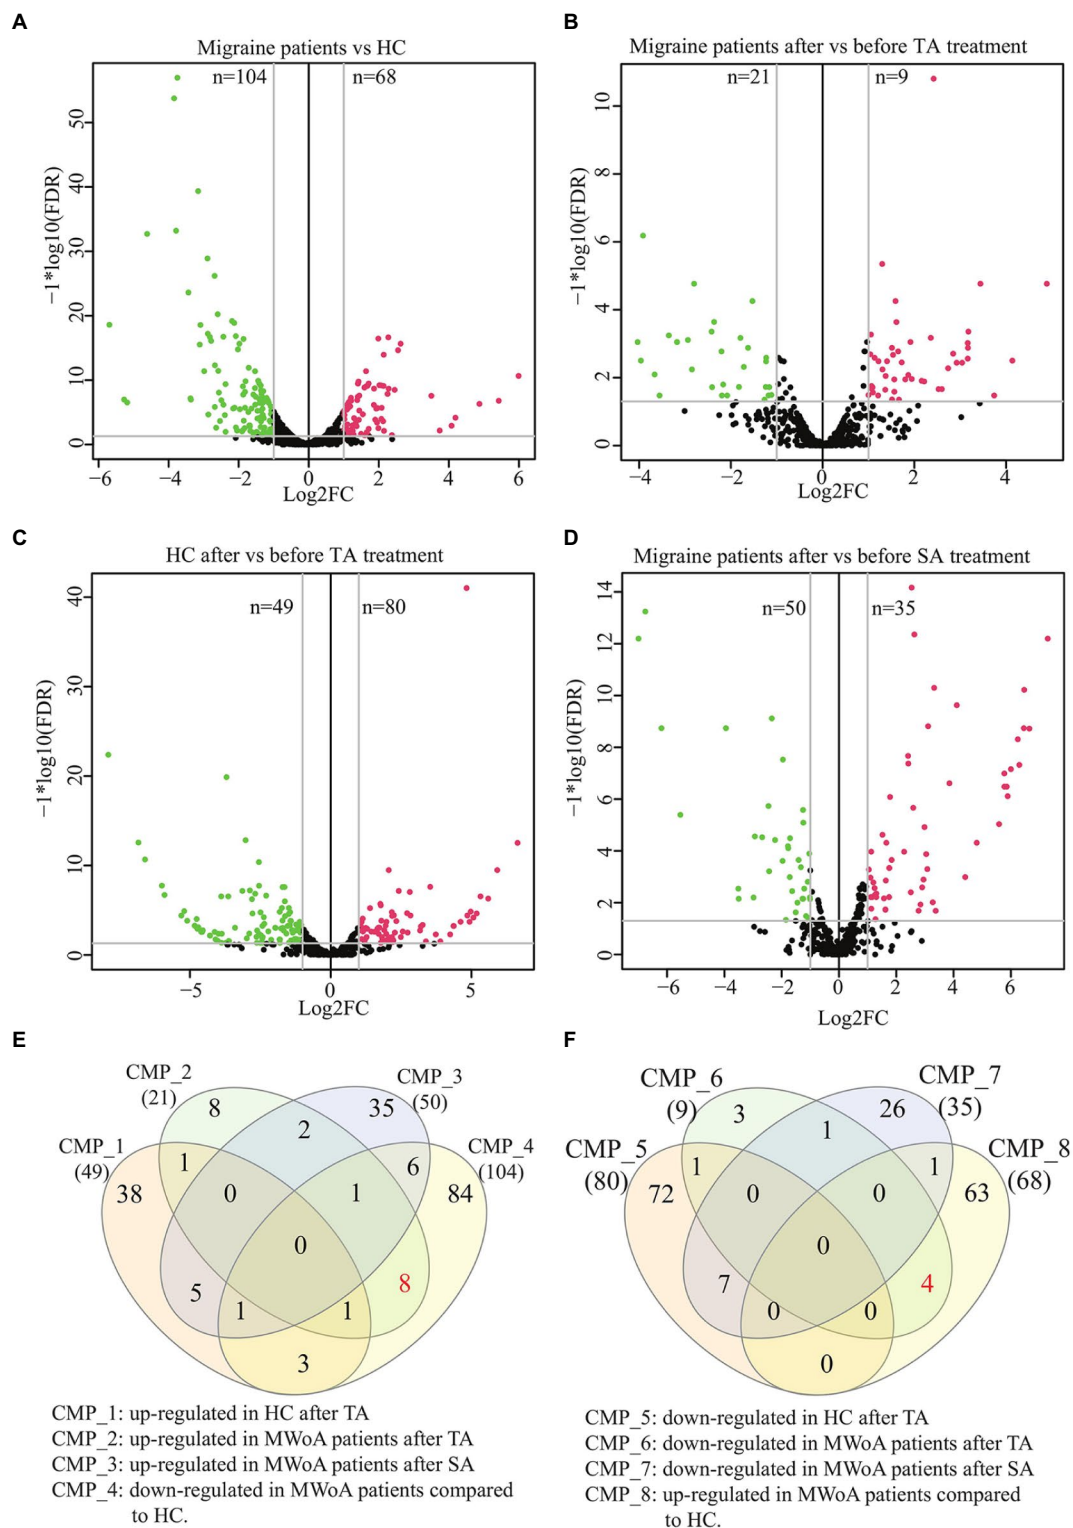 A
Migraine patients vs HC
n=104
n=68
−1*log10(FDR)
50
40
30
20
10
0
−6
−4
−2
0
2
4
6
Log2FC
B
Migraine patients after vs before TA treatment
n=21
n=9
−1*log10(FDR)
10
8
6
4
2
0
−4
−2
0
2
4
Log2FC
C
HC after vs before TA treatment
n=49
n=80
−1*log10(FDR)
40
30
20
10
0
−5
0
5
Log2FC
D
Migraine patients after vs before SA treatment
n=50
n=35
−1*log10(FDR)
14
12
10
8
6
4
2
0
−6
−4
−2
0
2
4
6
Log2FC
E
CMP_2
(21)
CMP_3
(50)
CMP_1
(49)
CMP_4
(104)
8
35
2
1
6
38
0
1
84
0
5
8
1
1
3
CMP_1: up-regulated in HC after TA
CMP_2: up-regulated in MWoA patients after TA
CMP_3: up-regulated in MWoA patients after SA
CMP_4: down-regulated in MWoA patients compared
to HC.
F
CMP_6
(9)
CMP_7
(35)
CMP_5
(80)
CMP_8
(68)
3
26
1
1
1
72
0
0
63
0
7
4
0
0
0
CMP_5: down-regulated in HC after TA
CMP_6: down-regulated in MWoA patients after TA
CMP_7: down-regulated in MWoA patients after SA
CMP_8: up-regulated in MWoA patients compared
to HC.